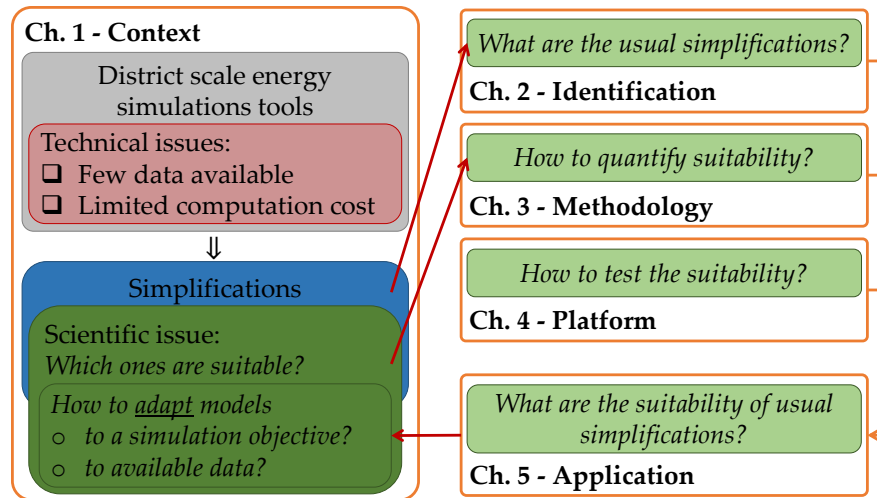 Ch. 1 - Context
District scale energy
simulations tools
Technical issues:
❑ Few data available
❑ Limited computation cost
⇓
Simplifications
Scientific issue:
Which ones are suitable?
How to adapt models
o to a simulation objective?
o to available data?
What are the usual simplifications?
Ch. 2 - Identification
How to quantify suitability?
Ch. 3 - Methodology
How to test the suitability?
Ch. 4 - Platform
What are the suitability of usual
simplifications?
Ch. 5 - Application